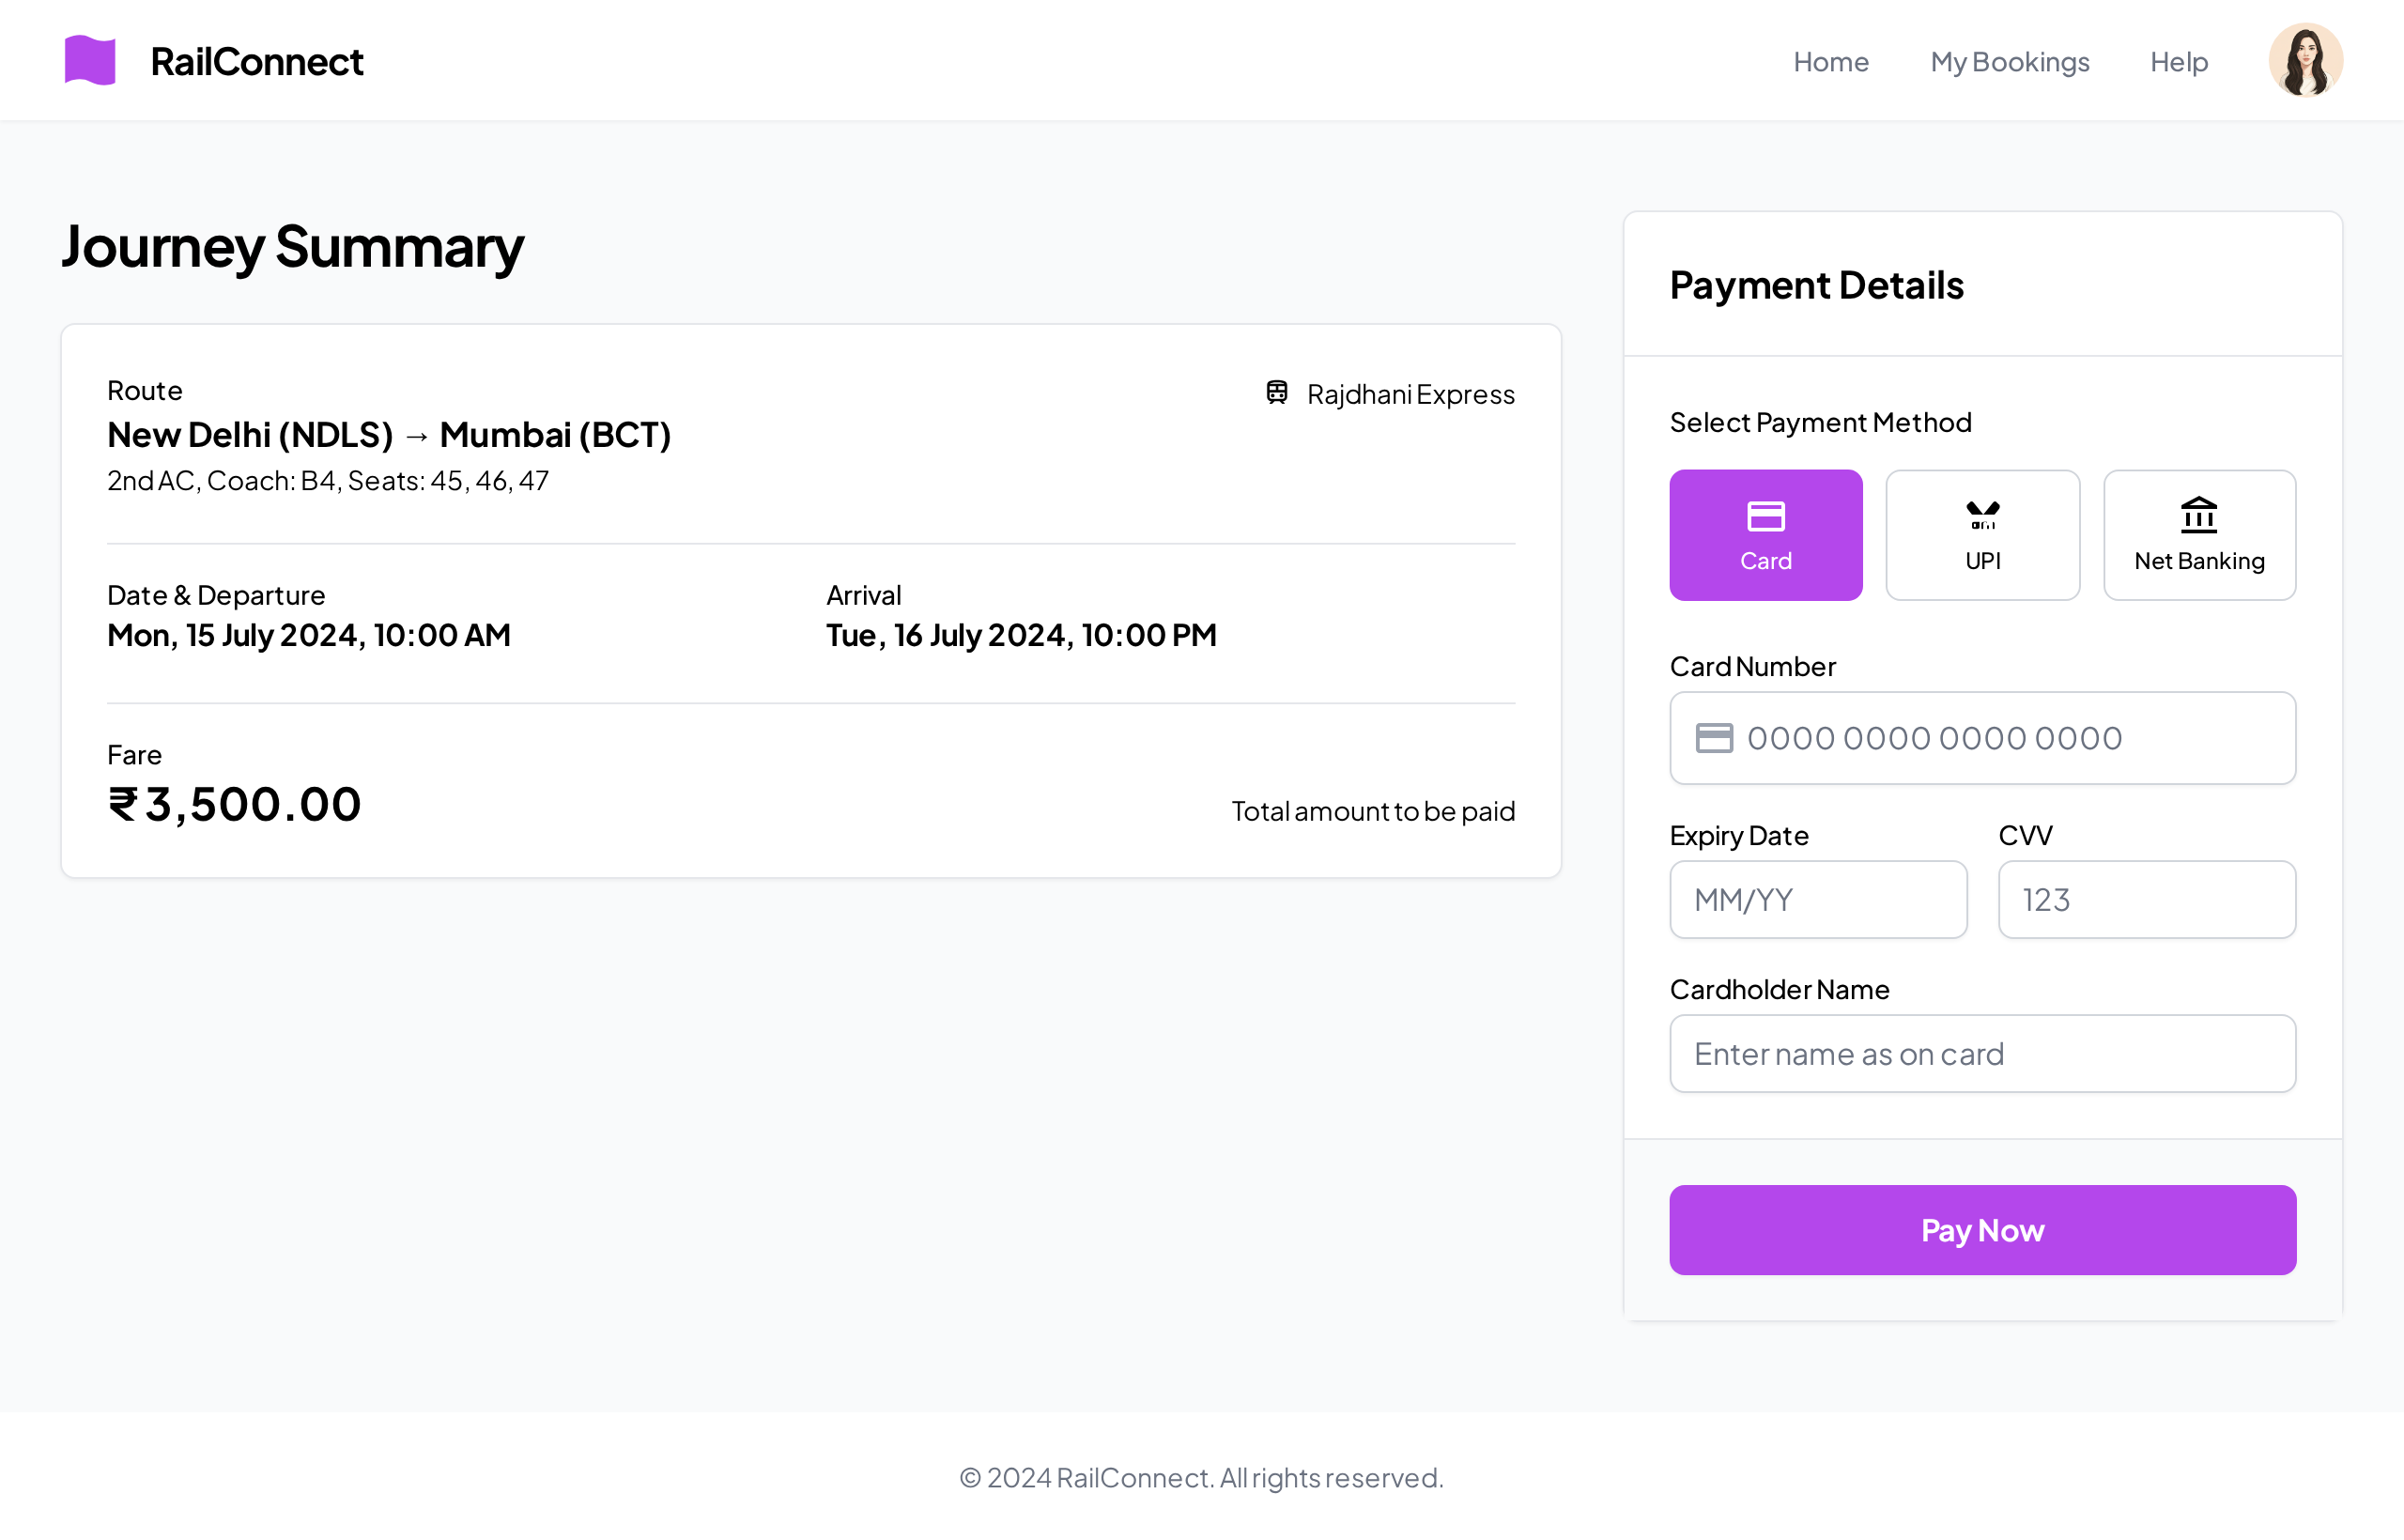 RailConnect
Home
My Bookings
Help
Journey Summary
Route
New Delhi (NDLS) → Mumbai (BCT)
2nd AC, Coach: B4, Seats: 45, 46, 47
Rajdhani Express
Date & Departure
Mon, 15 July 2024, 10:00 AM
Arrival
Tue, 16 July 2024, 10:00 PM
Fare
₹ 3,500.00
Total amount to be paid
Payment Details
Select Payment Method
Card
UPI
Net Banking
Card Number
0000 0000 0000 0000
Expiry Date
MM/YY
CVV
123
Cardholder Name
Enter name as on card
Pay Now
© 2024 RailConnect. All rights reserved.